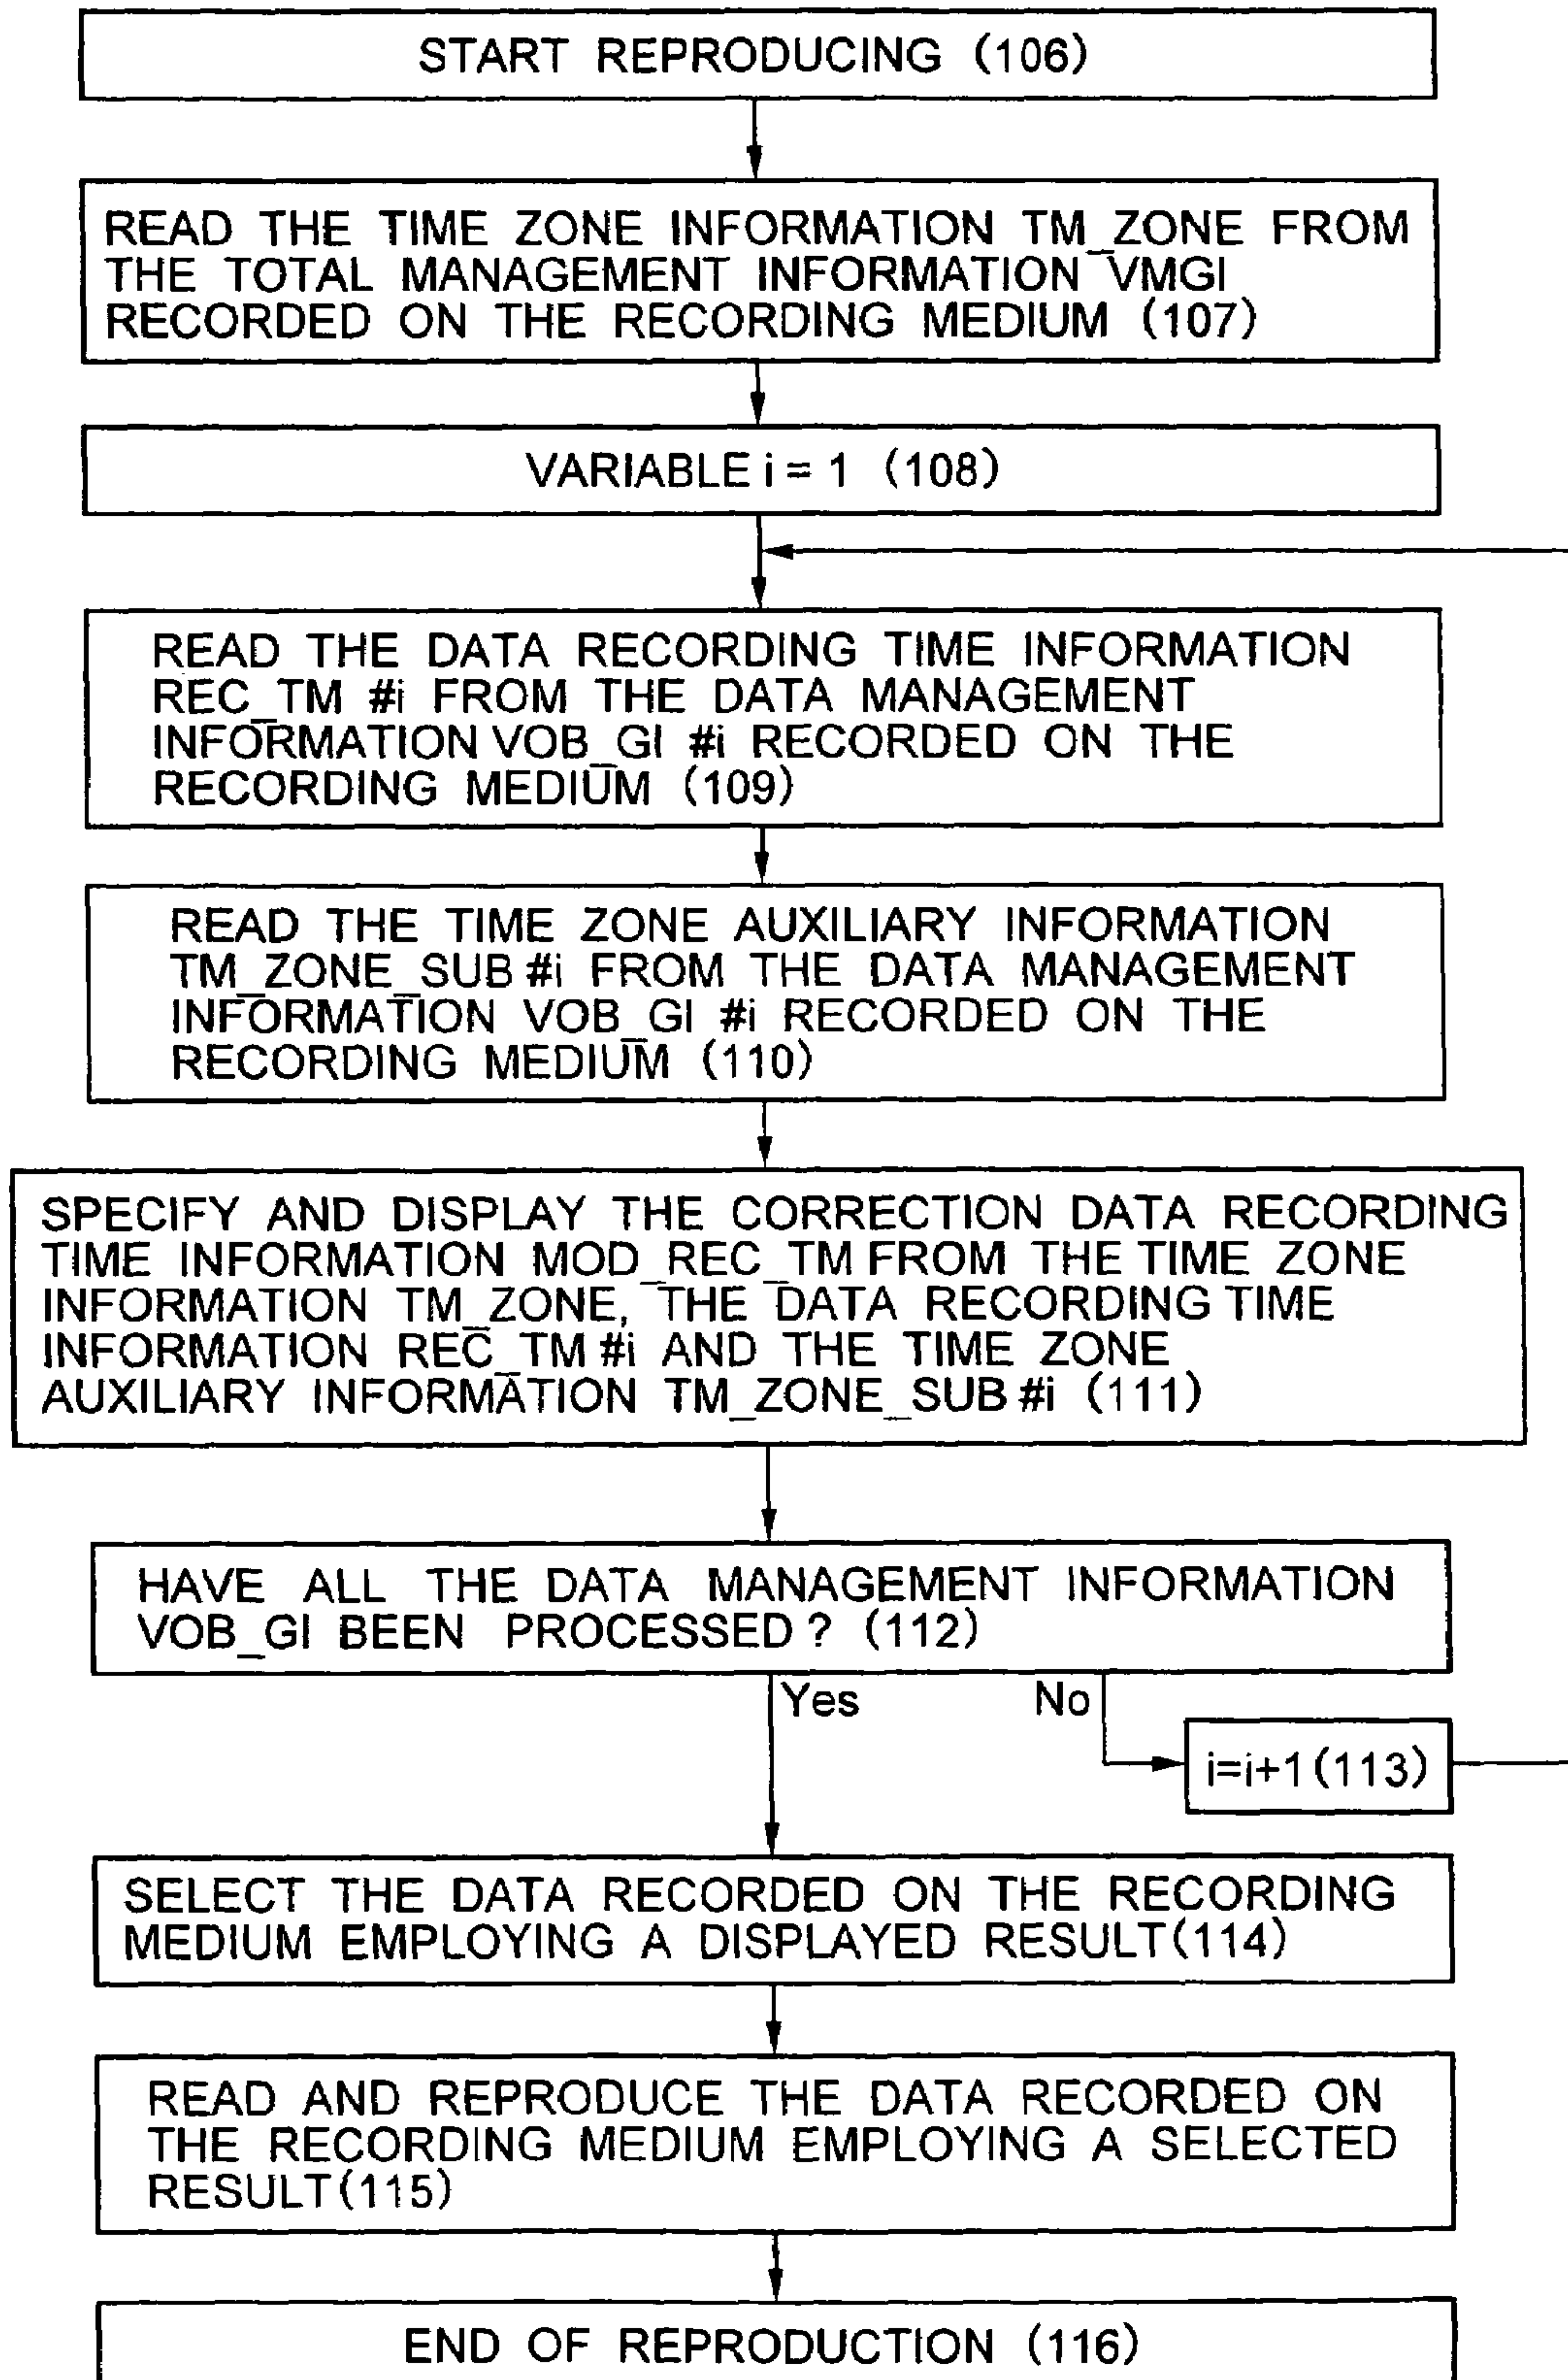 START REPRODUCING (106)
READ THE TIME ZONE INFORMATION TM_ZONE FROM
THE TOTAL MANAGEMENT INFORMATION VMGI
RECORDED ON THE RECORDING MEDIUM (107)
VARIABLE i = 1 (108)
READ THE DATA RECORDING TIME INFORMATION
REC_TM #i FROM THE DATA MANAGEMENT
INFORMATION VOB_GI #i RECORDED ON THE
RECORDING MEDIUM (109)
READ THE TIME ZONE AUXILIARY INFORMATION
TM_ZONE_SUB #i FROM THE DATA MANAGEMENT
INFORMATION VOB_GI #i RECORDED ON THE
RECORDING MEDIUM (110)
SPECIFY AND DISPLAY THE CORRECTION DATA RECORDING
TIME INFORMATION MOD_REC_TM FROM THE TIME ZONE
INFORMATION TM_ZONE, THE DATA RECORDING TIME
INFORMATION REC_TM #i AND THE TIME ZONE
AUXILIARY INFORMATION TM_ZONE_SUB #i (111)
HAVE ALL THE DATA MANAGEMENT INFORMATION
VOB_GI BEEN PROCESSED ? (112)
Yes No
i=i+1 (113)
SELECT THE DATA RECORDED ON THE RECORDING
MEDIUM EMPLOYING A DISPLAYED RESULT(114)
READ AND REPRODUCE THE DATA RECORDED ON
THE RECORDING MEDIUM EMPLOYING A SELECTED
RESULT(115)
END OF REPRODUCTION (116)